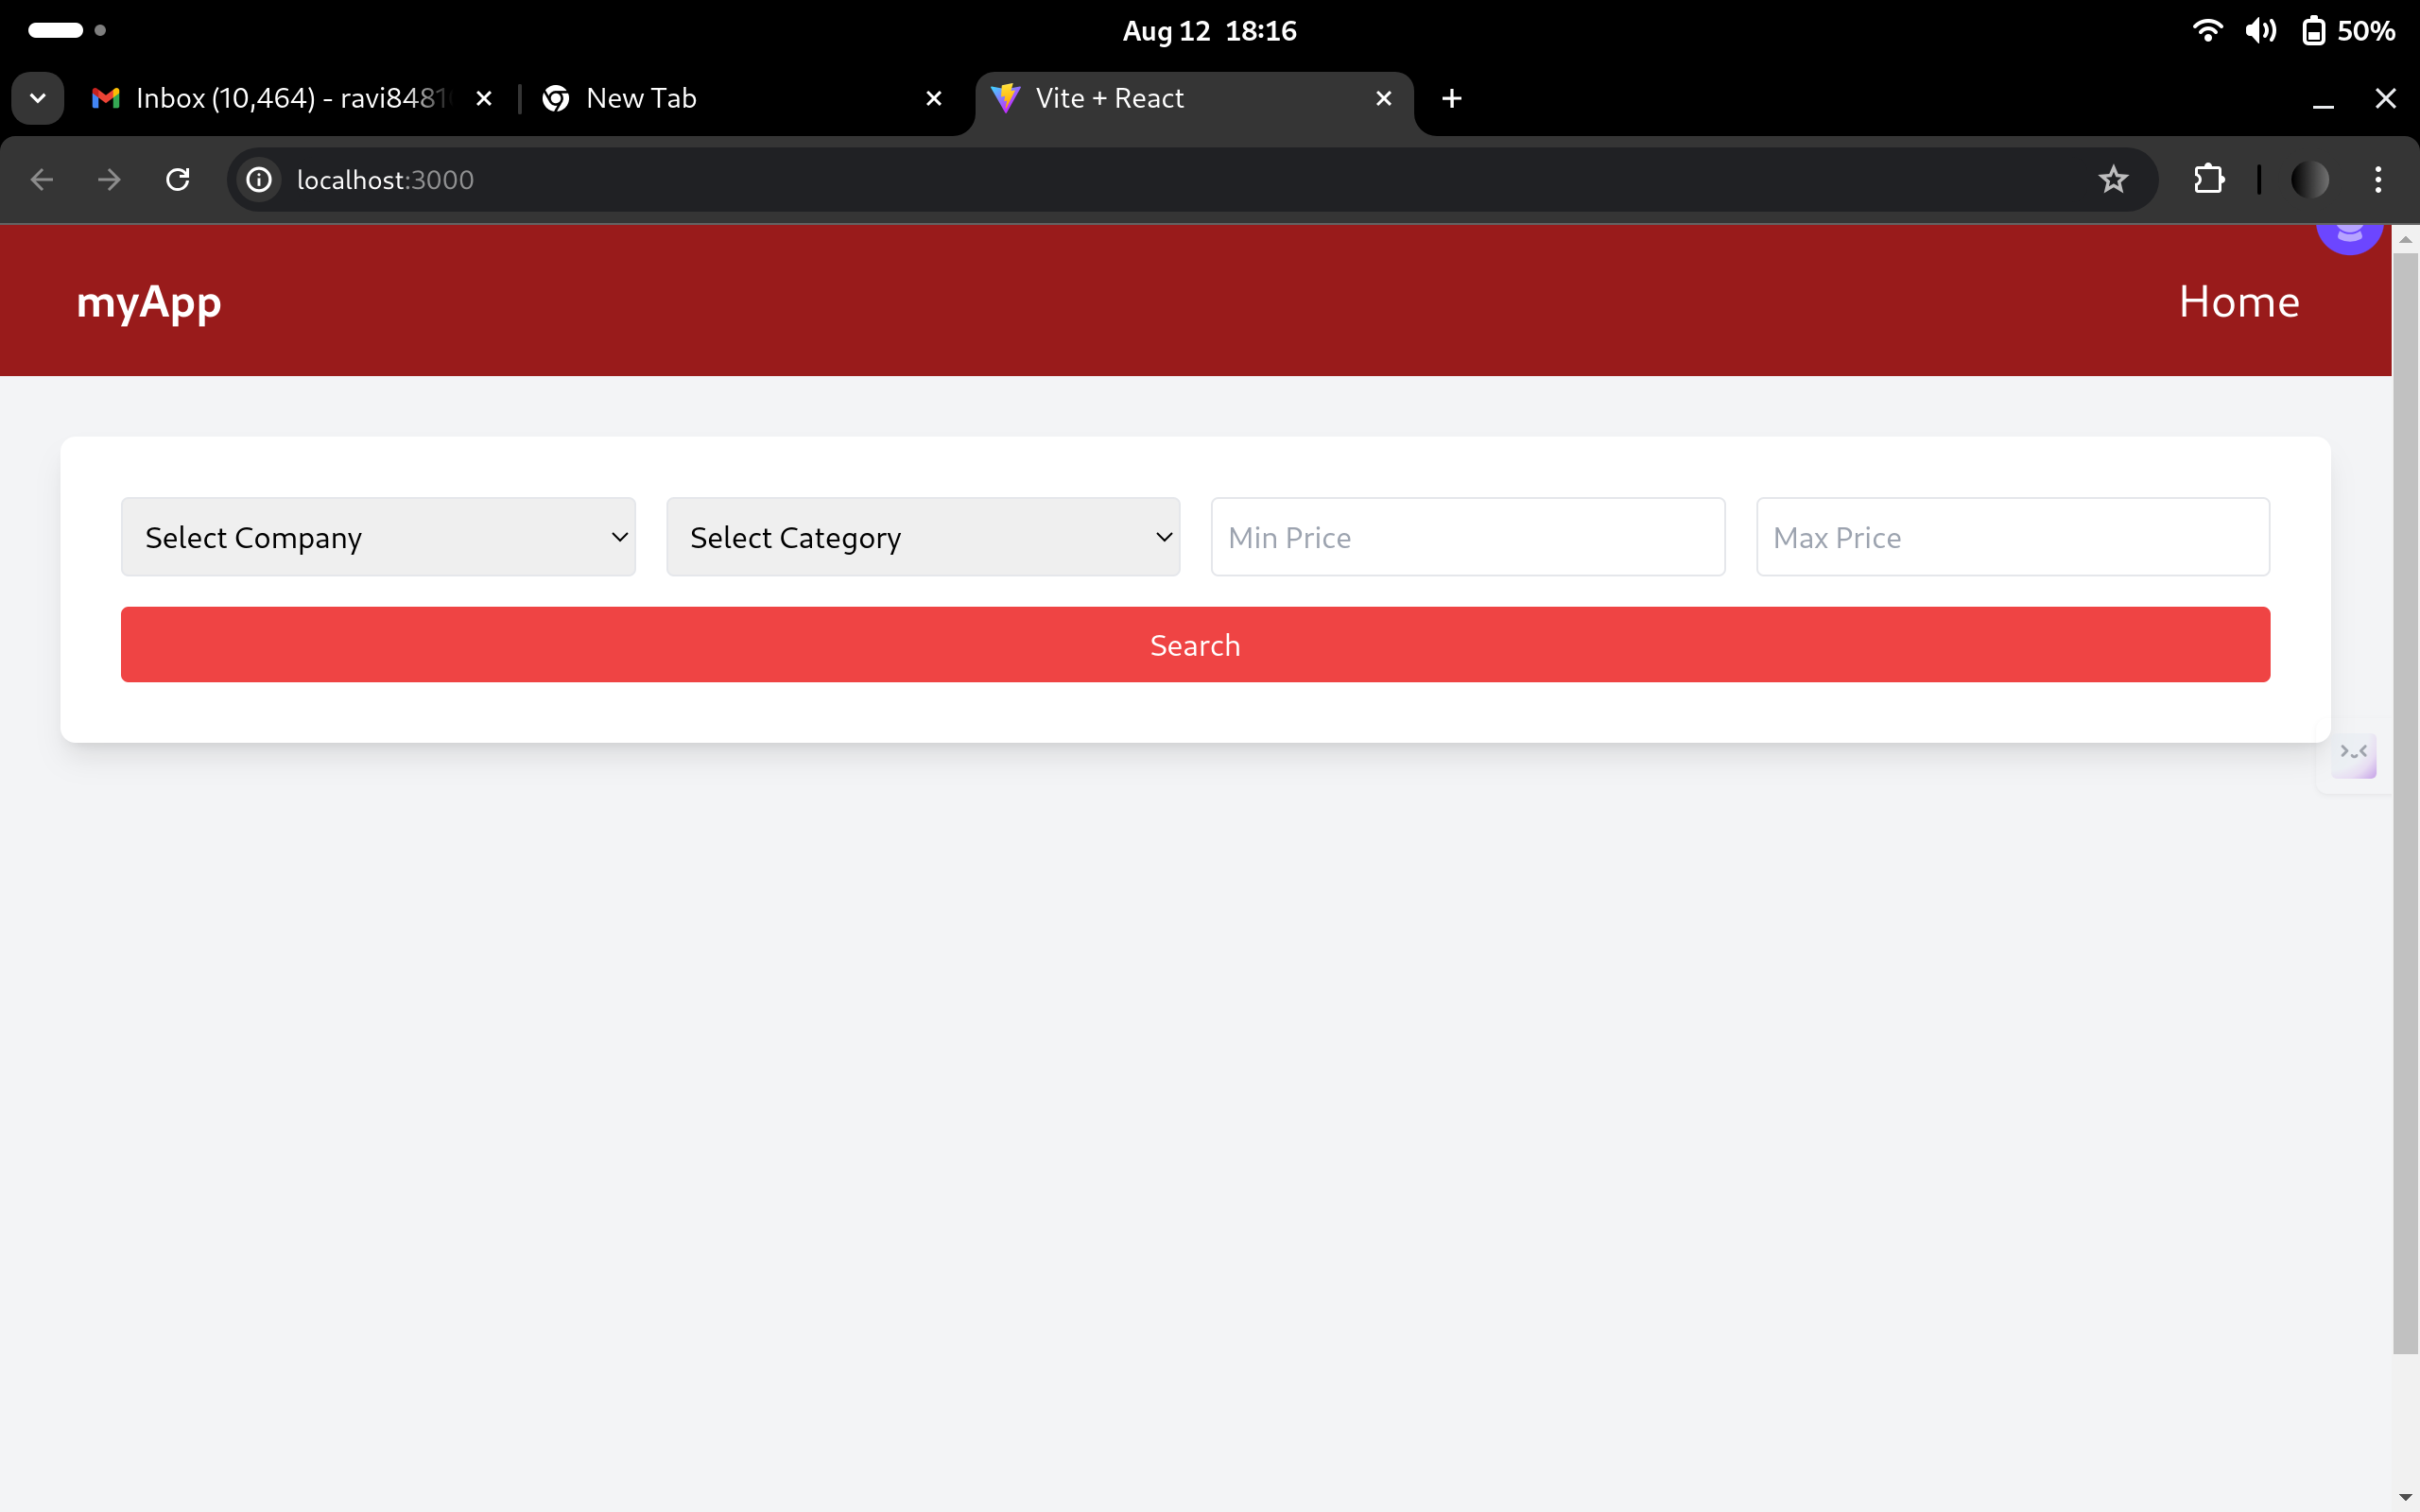 Aug 12 18:16
50%
Inbox (10,464) - ravi8481
New Tab
Vite + React
localhost:3000
myApp
Home
Select Company
Select Category
Min Price
Max Price
Search